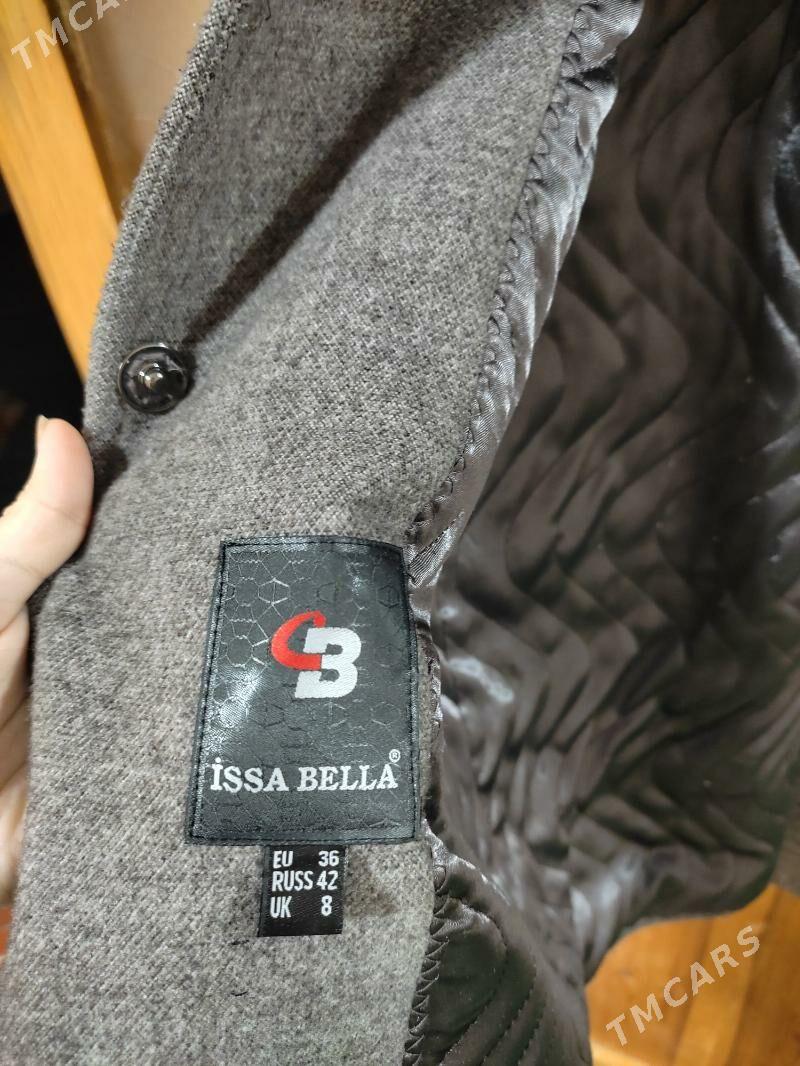 TMCARS
CB
İSSA BELLA®
EU 36
RUSS 42
UK 8
TMCARS